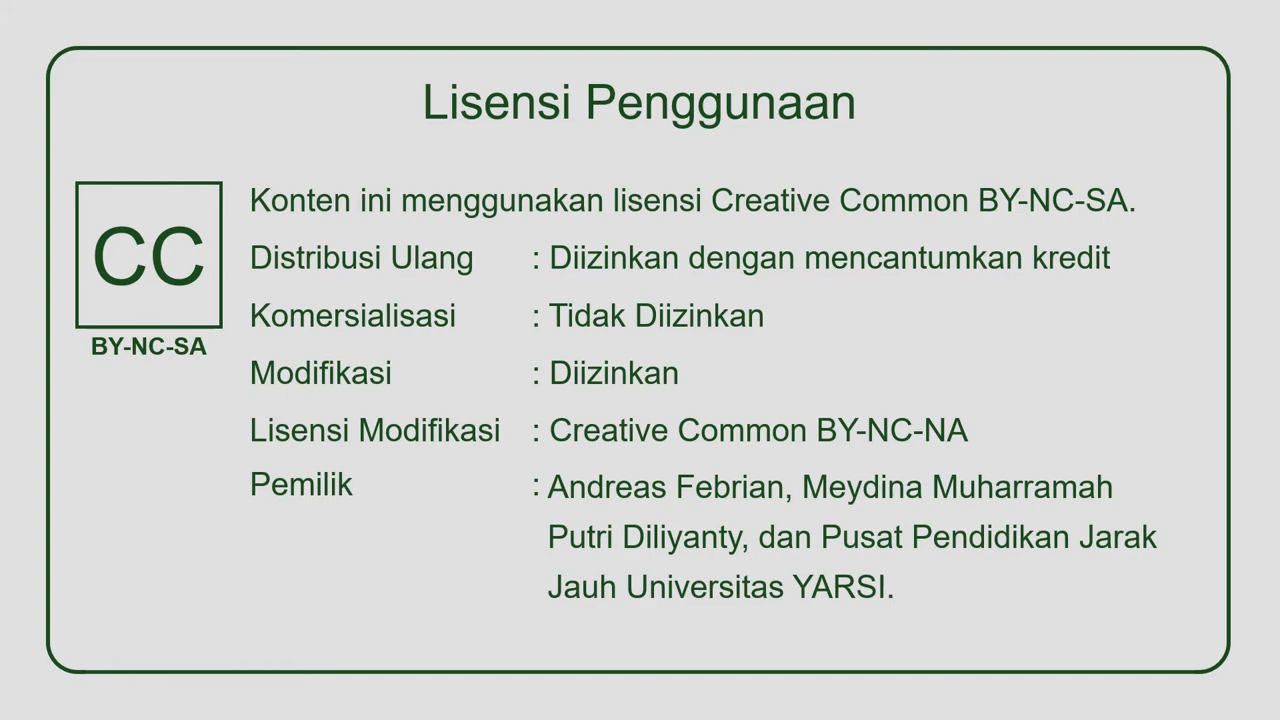 Lisensi Penggunaan
CC
BY-NC-SA
Konten ini menggunakan lisensi Creative Common BY-NC-SA.
Distribusi Ulang : Diizinkan dengan mencantumkan kredit
Komersialisasi : Tidak Diizinkan
Modifikasi : Diizinkan
Lisensi Modifikasi : Creative Common BY-NC-NA
Pemilik : Andreas Febrian, Meydina Muharramah
Putri Diliyanty, dan Pusat Pendidikan Jarak
Jauh Universitas YARSI.